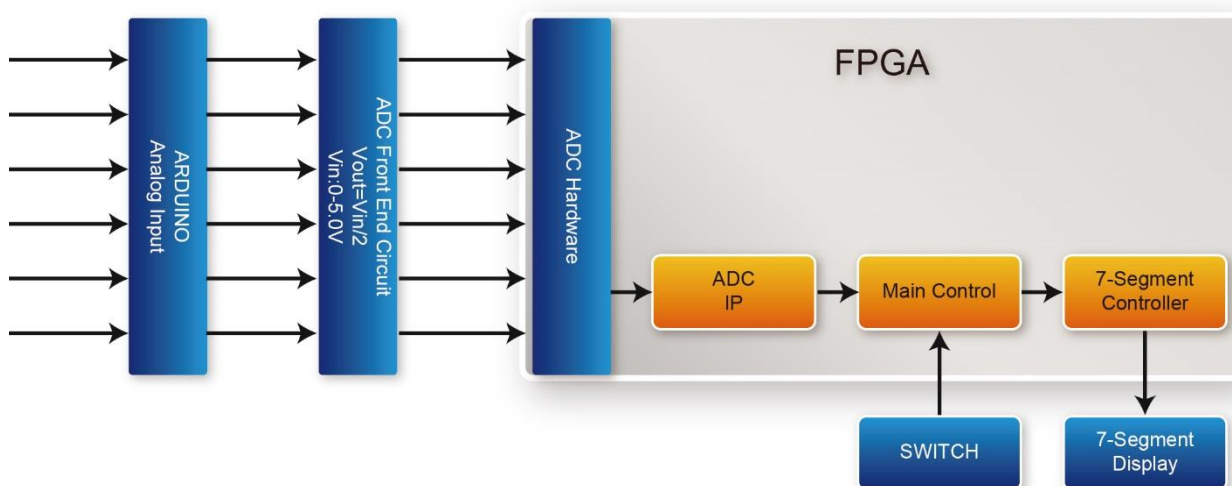 FPGA
ARDUINO
Analog Input
ADC Front End Circuit
Vout=Vin/2
Vin:0-5.0V
ADC Hardware
ADC
IP
Main Control
7-Segment
Controller
SWITCH
7-Segment
Display